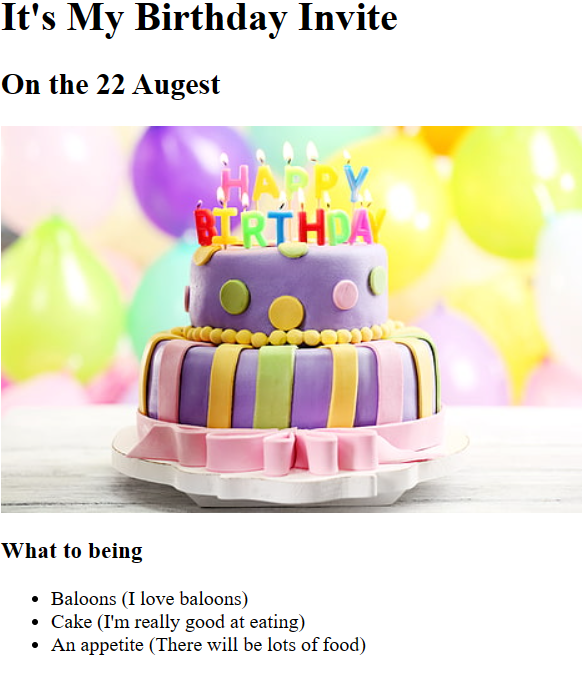 It's My Birthday Invite
On the 22 Augest
HAPPY
BIRTHDAY
What to being
Baloons (I love baloons)
Cake (I'm really good at eating)
An appetite (There will be lots of food)